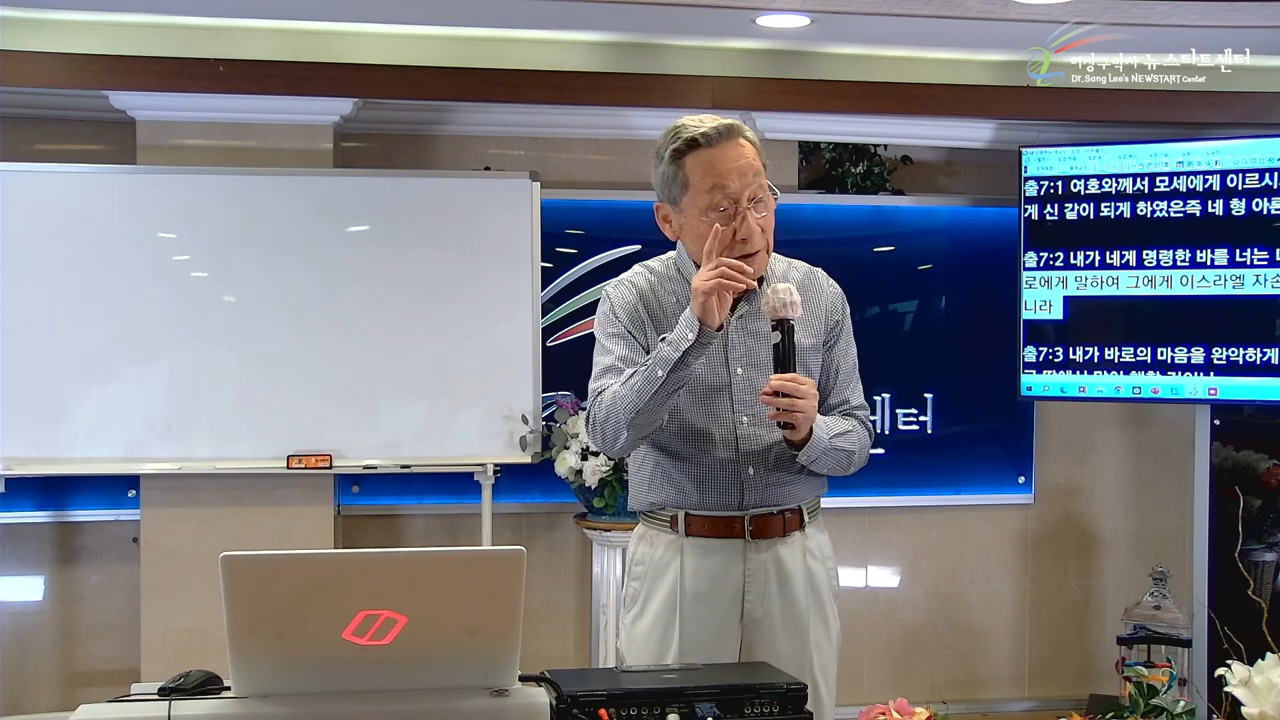 이상구박사 뉴스타트센터
Dr. Sang Lee's NEWSTART Center
출7:1 여호와께서 모세에게 이르시
게 신 같이 되게 하였은즉 네 형 아론
출7:2 내가 네게 명령한 바를 너는
로에게 말하여 그에게 이스라엘 자손
니라
출7:3 내가 바로의 마음을 완악하게
센터